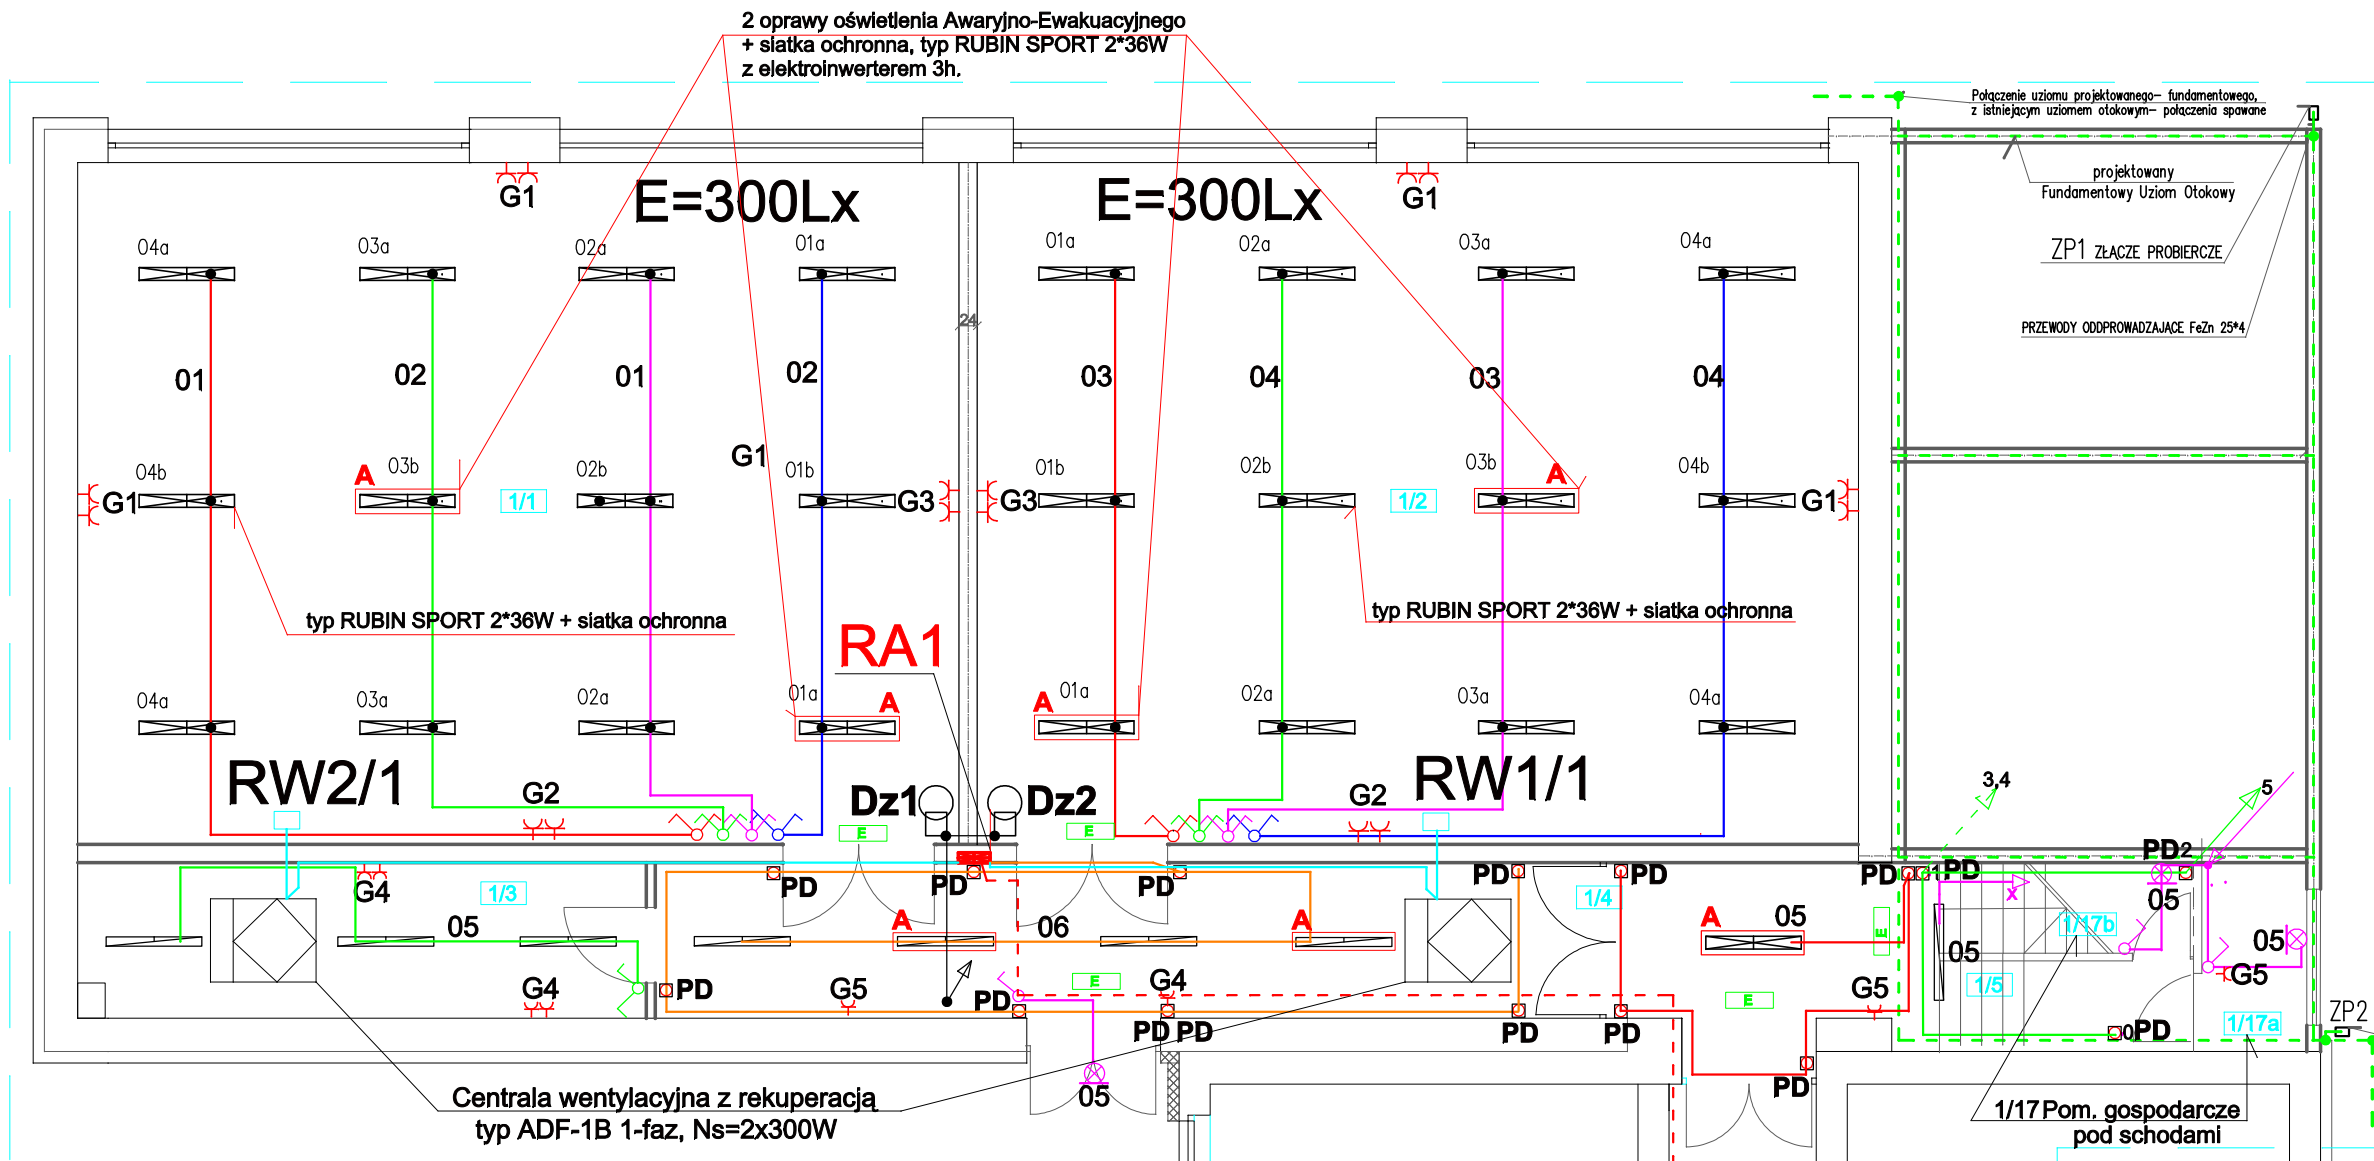 2 oprawy oświetlenia Awaryjno-Ewakuacyjnego
+ siatka ochronna, typ RUBIN SPORT 2*36W
z elektroinwerterem 3h.
Połączenie uziomu projektowanego- fundamentowego,
z istniejącym uziomem otokowym- połączenia spawane
projektowany
Fundamentowy Uziom Otokowy
ZP1 ZŁĄCZE PROBIERCZE
PRZEWODY ODDPROWADZAJĄCE FeZn 25*4
G1
E=300Lx
E=300Lx
G1
04a
03a
02a
01a
01a
02a
03a
04a
24
01
02
01
02
03
04
03
04
G1
04b
A
03b
02b
01b
01b
02b
03b
A
04b
G1
1/1
G3
G3
1/2
G1
typ RUBIN SPORT 2*36W + siatka ochronna
typ RUBIN SPORT 2*36W + siatka ochronna
RA1
04a
03a
02a
01a
A
A
01a
02a
03a
04a
RW2/1
RW1/1
G2
Dz1
Dz2
G2
3,4
5
E
E
G4
1/3
PD
PD
PD
PD
1/4
PD
PD
PD
PD2
05
x
05
A
06
A
A
05
E
05
1/17b
05
G4
PD
G5
PD
E
G4
E
G5
1/5
G5
PD
PD
PD
PD
PD
1/17a
ZP2
PD
05
Centrala wentylacyjna z rekuperacją
typ ADF-1B 1-faz, Ns=2x300W
1/17 Pom. gospodarcze
pod schodami